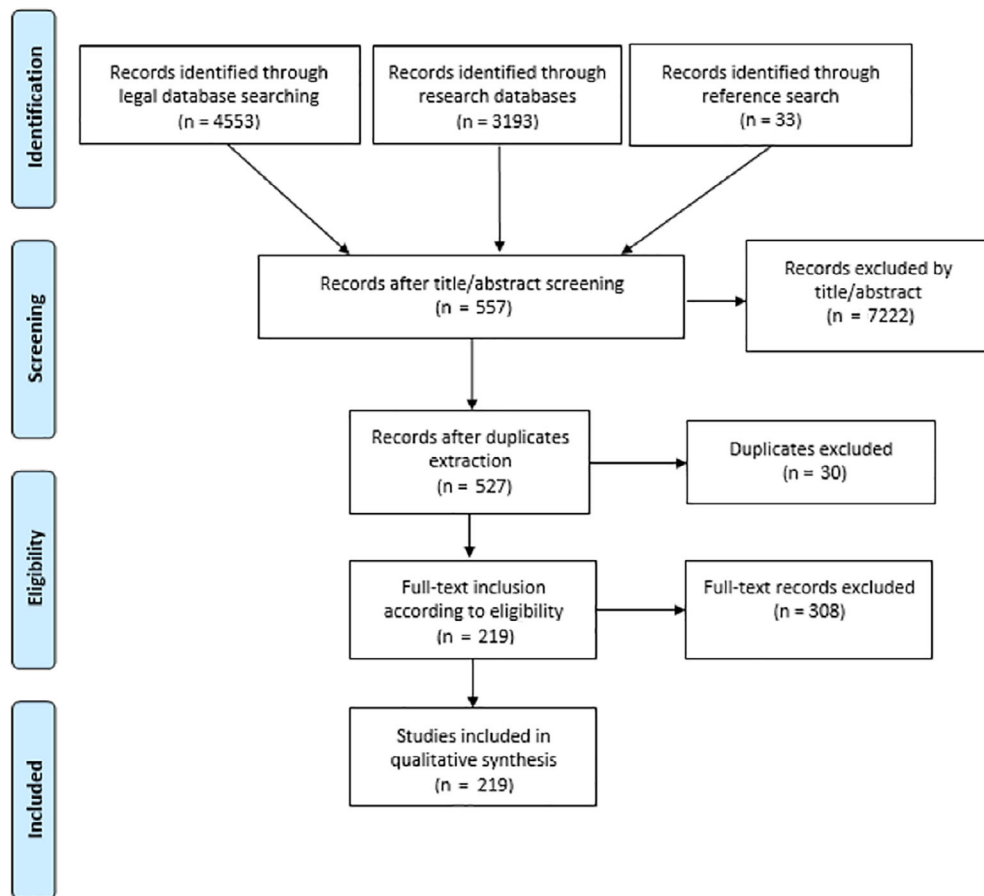 Identification
Records identified through
legal database searching
(n = 4553)
Records identified through
research databases
(n = 3193)
Records identified through
reference search
(n = 33)
Screening
Records after title/abstract screening
(n = 557)
Records excluded by
title/abstract
(n = 7222)
Records after duplicates
extraction
(n = 527)
Duplicates excluded
(n = 30)
Eligibility
Full-text inclusion
according to eligibility
(n = 219)
Full-text records excluded
(n = 308)
Included
Studies included in
qualitative synthesis
(n = 219)